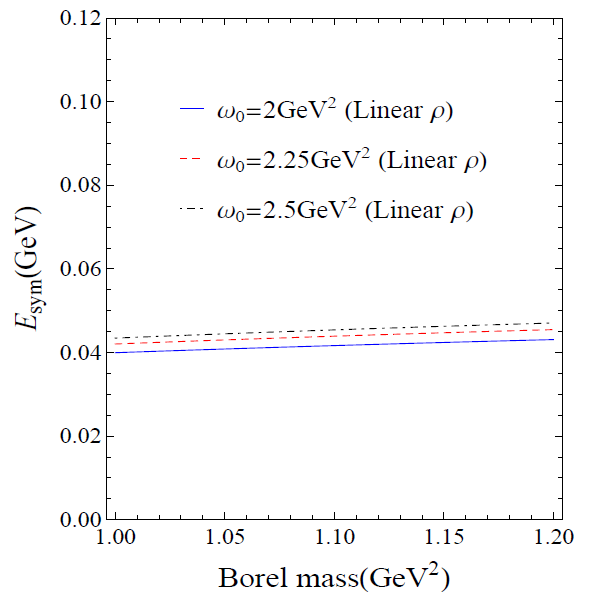 0.12
0.10
0.08
0.06
0.04
0.02
0.00
E_sym(GeV)
ω₀=2GeV² (Linear ρ)
ω₀=2.25GeV² (Linear ρ)
ω₀=2.5GeV² (Linear ρ)
1.00 1.05 1.10 1.15 1.20
Borel mass(GeV²)